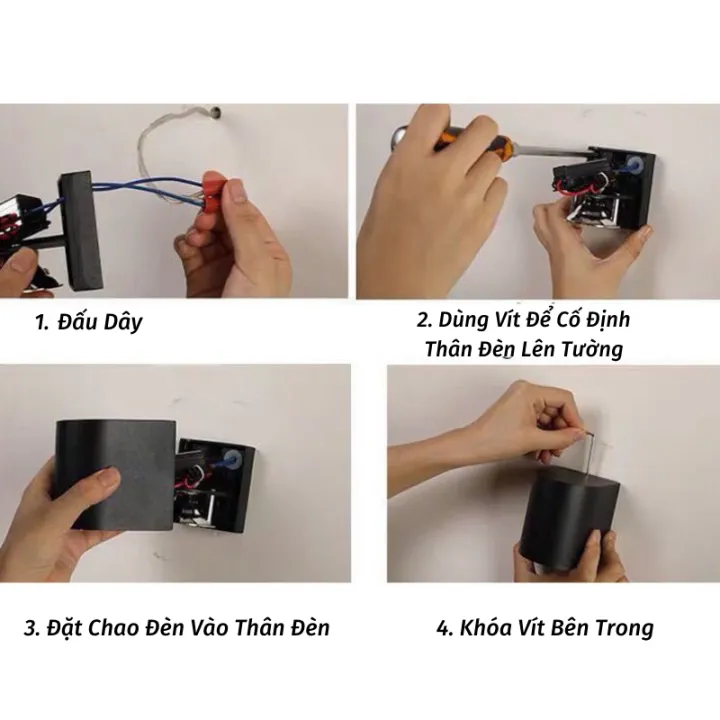 1. Đấu Dây
2. Dùng Vít Để Cố Định
Thân Đèn Lên Tường
3. Đặt Chao Đèn Vào Thân Đèn
4. Khóa Vít Bên Trong